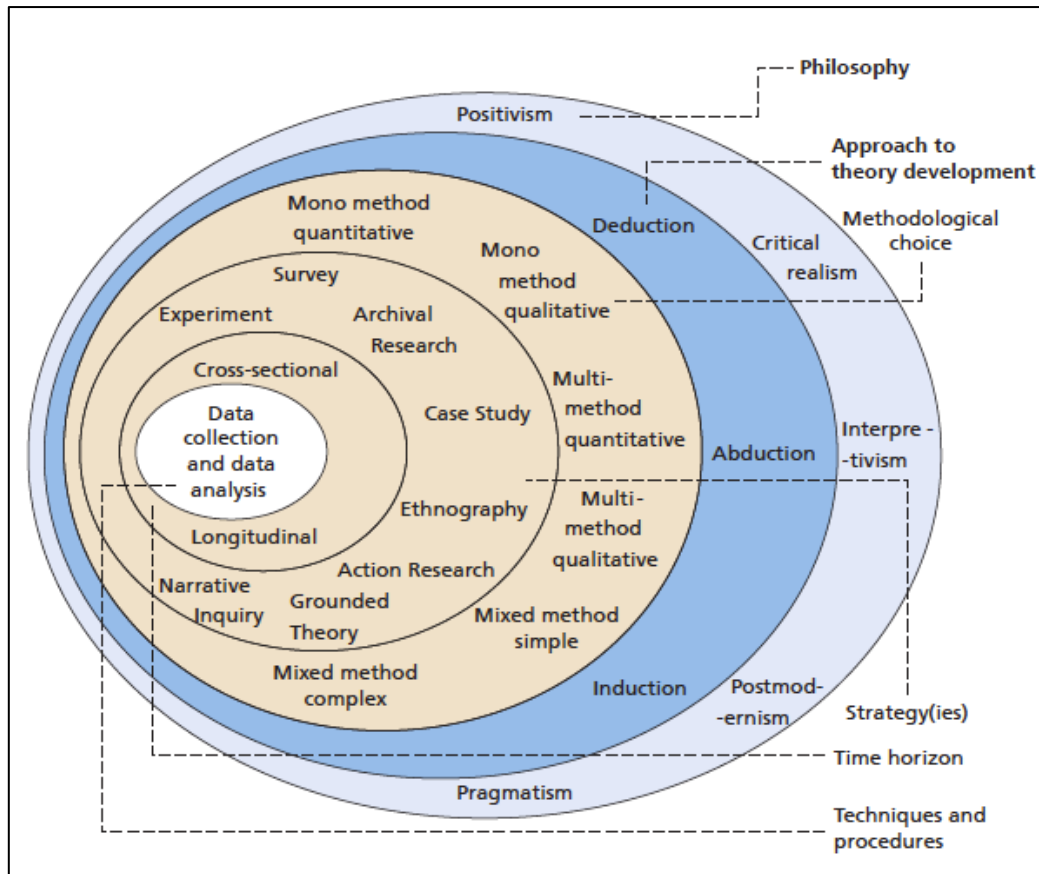 Philosophy
Positivism
Approach to
theory development
Mono method
quantitative
Deduction
Methodological
choice
Critical
realism
Mono
method
qualitative
Survey
Experiment
Archival
Research
Cross-sectional
Multi-
method
quantitative
Case Study
Data
collection
and data
analysis
Abduction
Interpre -
-tivism
Multi -
method
qualitative
Ethnography
Longitudinal
Action Research
Narrative
Inquiry
Grounded
Theory
Mixed method
simple
Mixed method
complex
Induction
Postmod-
-ernism
Strategy(ies)
Time horizon
Pragmatism
Techniques and
procedures